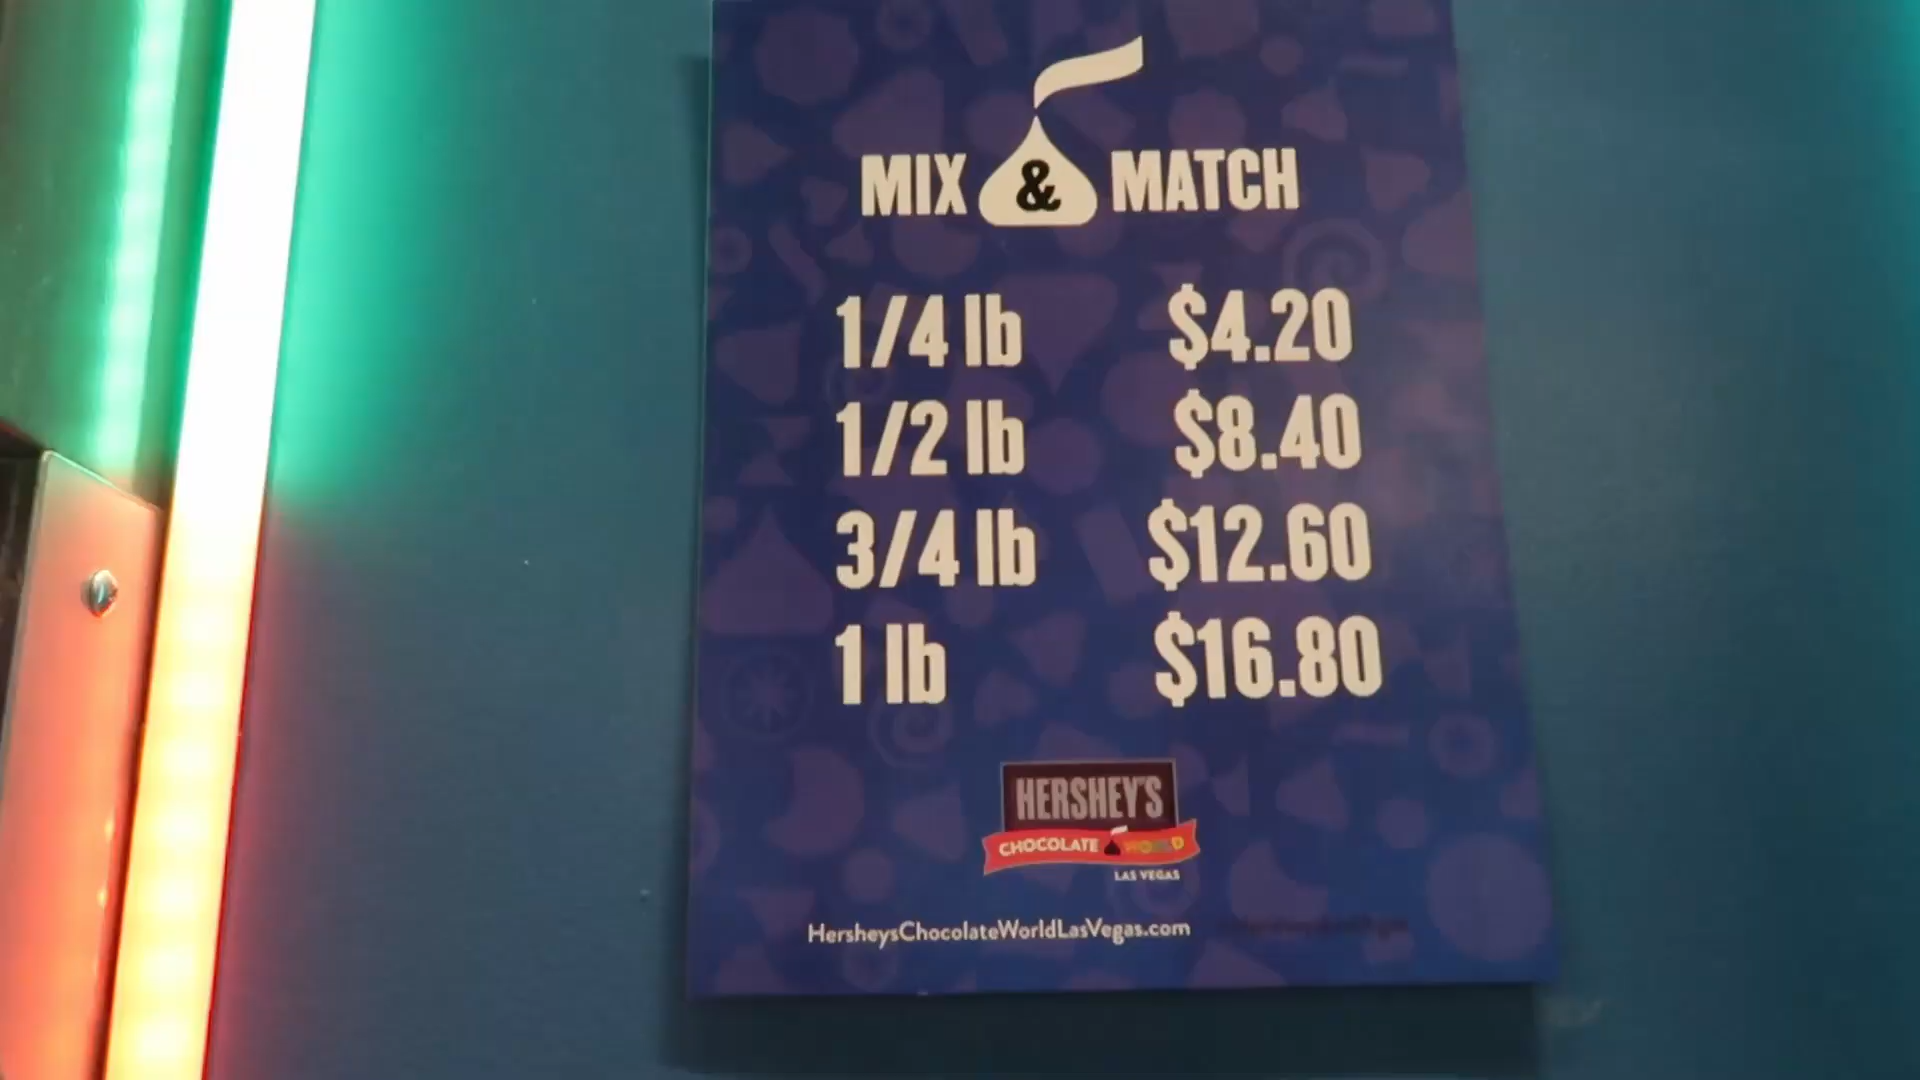 MIX & MATCH
1/4 lb $4.20
1/2 lb $8.40
3/4 lb $12.60
1 lb $16.80
HERSHEY'S
CHOCOLATE WORLD
LAS VEGAS
HersheysChocolateWorldLasVegas.com